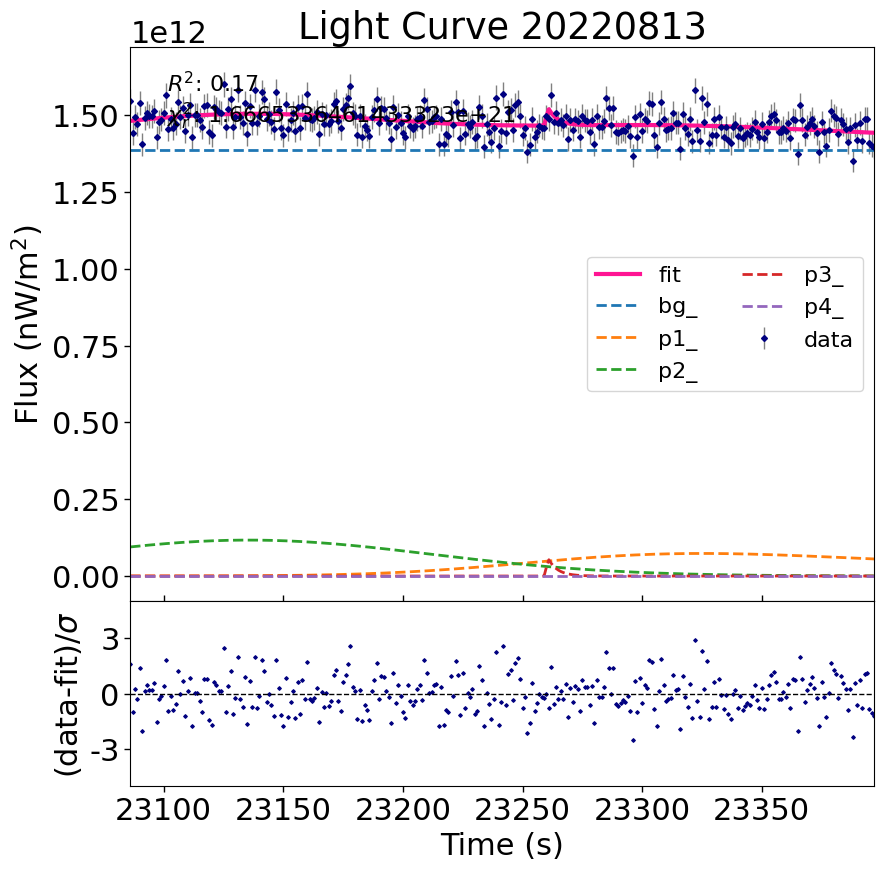 Light Curve 20220813
1e12
R²: 0.17
1.50
1.25
1.00
0.75
0.50
0.25
0.00
Flux (nW/m²)
fit
bg_
p1_
p2_
p3_
p4_
data
3
0
-3
(data-fit)/σ
23100 23150 23200 23250 23300 23350
Time (s)